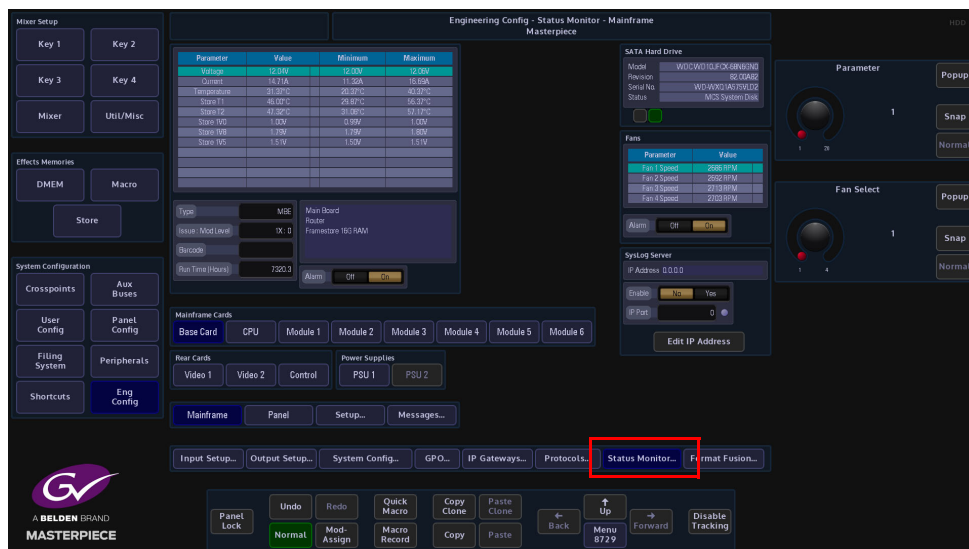 Mixer Setup
Key 1
Key 2
Key 3
Key 4
Mixer
Util/Misc
Effects Memories
DMEM
Macro
Store
System Configuration
Crosspoints
Aux
Buses
User
Config
Panel
Config
Filing
System
Peripherals
Shortcuts
Eng
Config
A BELDEN BRAND
MASTERPIECE
Engineering Config - Status Monitor - Mainframe
Masterpiece
HDD
Parameter Value Minimum Maximum
Voltage 12.01V 12.00V 12.06V
Current 14.71A 11.32A 16.69A
Temperature 31.37°C 20.37°C 40.37°C
Store T1 46.00°C 29.87°C 56.37°C
Store T2 47.32°C 31.06°C 57.17°C
Store 1V0 1.00V 0.99V 1.00V
Store 1V8 1.79V 1.79V 1.80V
Store 1V5 1.51V 1.50V 1.51V
Type MBE
Issue : Mod Level 1X : 0
Barcode
Run Time (Hours) 7320.3
Main Board
Router
Framestore 16G RAM
Alarm Off On
Mainframe Cards
Base Card CPU Module 1 Module 2 Module 3 Module 4 Module 5 Module 6
Rear Cards
Video 1 Video 2 Control
Power Supplies
PSU 1 PSU 2
Mainframe Panel Setup... Messages...
Input Setup... Output Setup... System Config... GPO... IP Gateways... Protocols... Status Monitor... Format Fusion...
SATA Hard Drive
Model WDC WD10JFCX-68N6GN0
Revision 82.00A82
Serial No. WD-WXG1A575VLD2
Status MCS System Disk
Fans
Parameter Value
Fan 1 Speed 2686 RPM
Fan 2 Speed 2692 RPM
Fan 3 Speed 2713 RPM
Fan 4 Speed 2703 RPM
Alarm Off On
SysLog Server
IP Address 0.0.0.0
Enable No Yes
IP Port 0
Edit IP Address
Parameter
1
1 20
Popup
Snap
Normal
Fan Select
1
1 4
Popup
Snap
Normal
Panel
Lock
Undo
Redo
Quick
Macro
Copy
Clone
Paste
Clone
Normal
Mod-
Assign
Macro
Record
Copy
Paste
←
Back
↑
Up
Menu
8729
→
Forward
Disable
Tracking